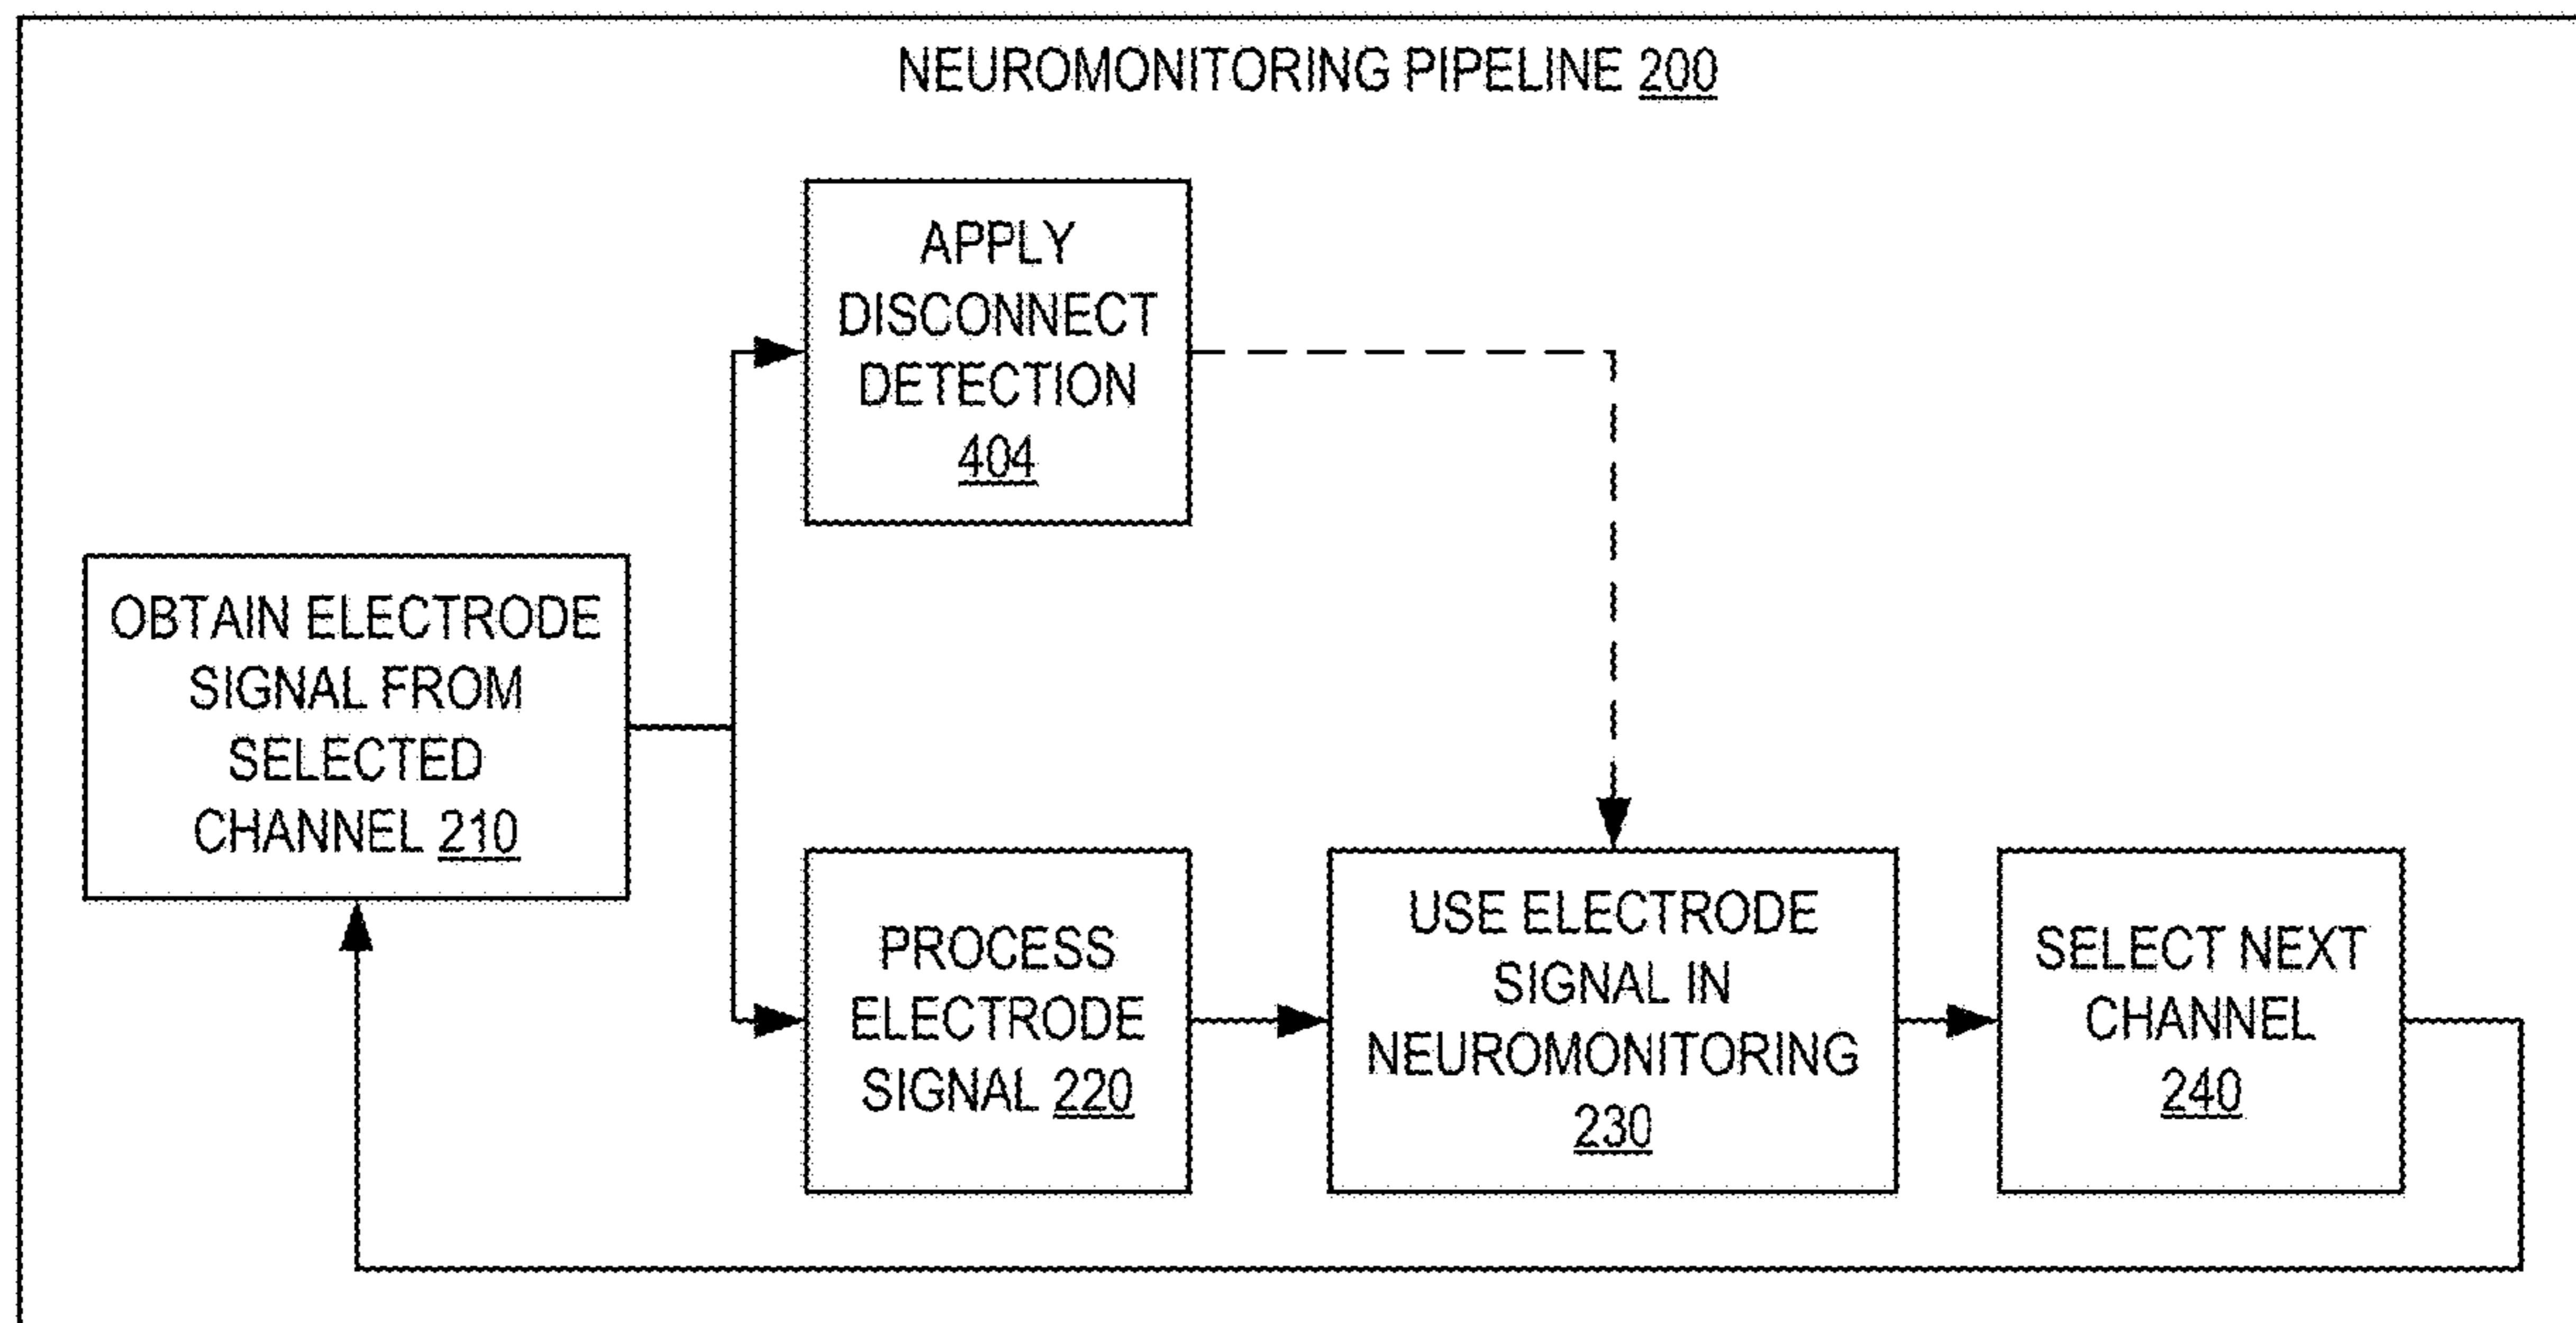 NEUROMONITORING PIPELINE 200
APPLY
DISCONNECT
DETECTION
404
OBTAIN ELECTRODE
SIGNAL FROM
SELECTED
CHANNEL 210
PROCESS
ELECTRODE
SIGNAL 220
USE ELECTRODE
SIGNAL IN
NEUROMONITORING
230
SELECT NEXT
CHANNEL
240